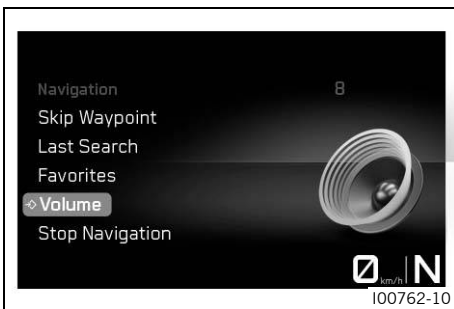 Navigation 8
Skip Waypoint
Last Search
Favorites
Volume
Stop Navigation
0 km/h N
I00762-10